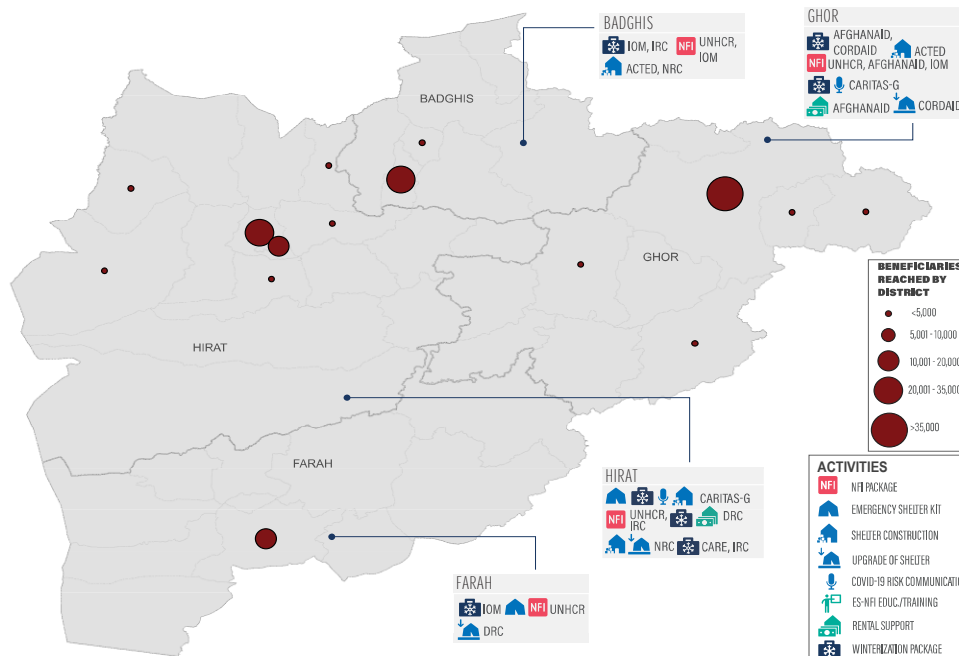 BADGHIS
IOM, IRC
NFI
UNHCR,
IOM
ACTED, NRC
GHOR
AFGHANAID,
CORDAID
ACTED
NFI
UNHCR, AFGHANAID, IOM
CARITAS-G
AFGHANAID
CORDAID
BADGHIS
GHOR
HIRAT
FARAH
BENEFICIARIES
REACHED BY
DISTRICT
<5,000
5,001 - 10,000
10,001 - 20,000
20,001 - 35,000
>35,000
HIRAT
CARITAS-G
NFI
UNHCR,
IRC
DRC
NRC
CARE, IRC
FARAH
IOM
NFI
UNHCR
DRC
ACTIVITIES
NFI
NFI PACKAGE
EMERGENCY SHELTER KIT
SHELTER CONSTRUCTION
UPGRADE OF SHELTER
COVID-19 RISK COMMUNICATIO
ES-NFI EDUC./TRAINING
RENTAL SUPPORT
WINTERIZATION PACKAGE